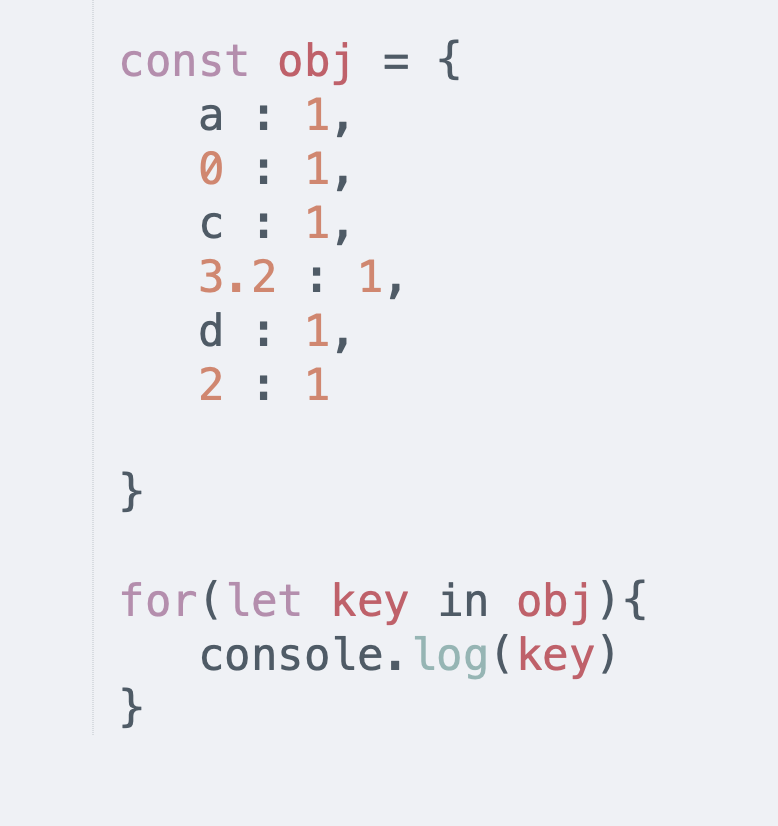 const obj = {
   a : 1,
   0 : 1,
   c : 1,
   3.2 : 1,
   d : 1,
   2 : 1
}
for(let key in obj){
   console.log(key)
}